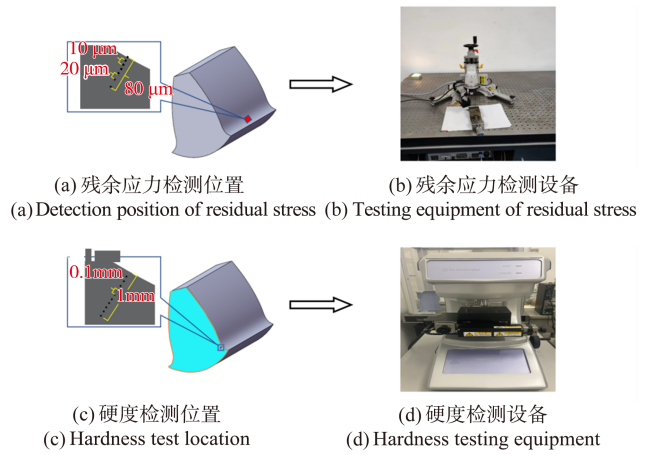 10 μm
20 μm
80 μm
(a) 残余应力检测位置
(a) Detection position of residual stress
(b) 残余应力检测设备
(b) Testing equipment of residual stress
0.1mm
1mm
(c) 硬度检测位置
(c) Hardness test location
(d) 硬度检测设备
(d) Hardness testing equipment